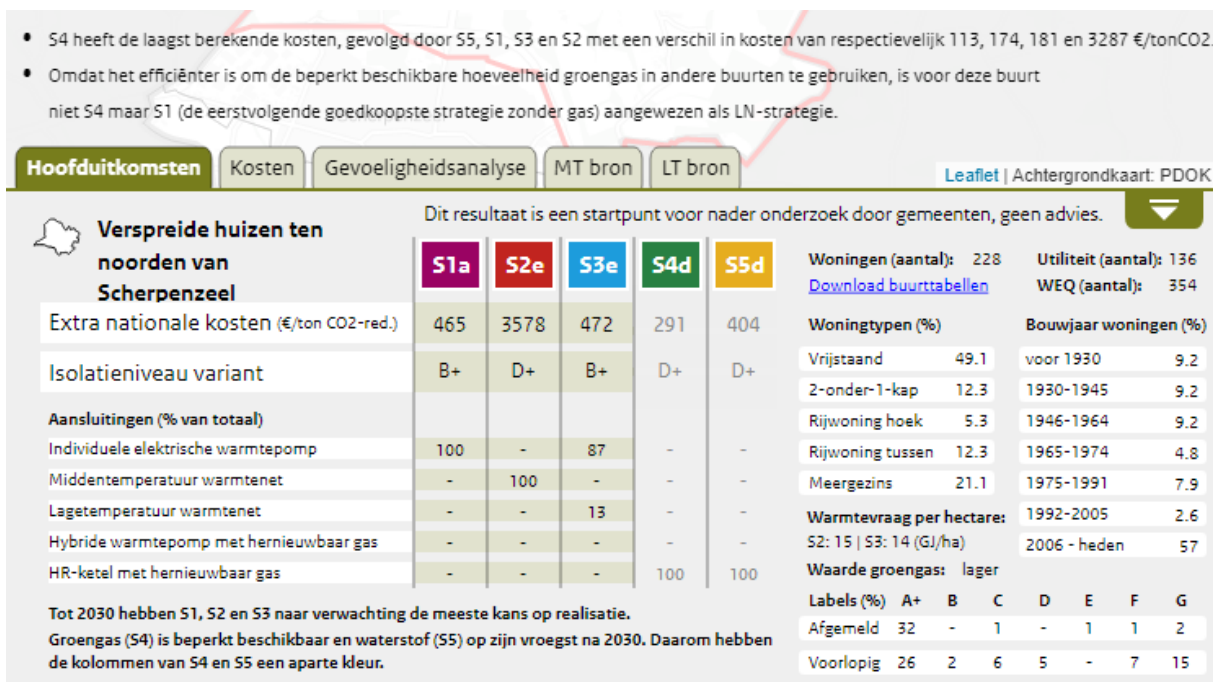 • S4 heeft de laagst berekende kosten, gevolgd door S5, S1, S3 en S2 met een verschil in kosten van respectievelijk 113, 174, 181 en 3287 €/tonCO2.
• Omdat het efficiënter is om de beperkt beschikbare hoeveelheid groengas in andere buurten te gebruiken, is voor deze buurt
niet S4 maar S1 (de eerstvolgende goedkoopste strategie zonder gas) aangewezen als LN-strategie.
Hoofduitkomsten Kosten Gevoeligheidsanalyse MT bron LT bron
Leaflet | Achtergrondkaart: PDOK
Dit resultaat is een startpunt voor nader onderzoek door gemeenten, geen advies.
Verspreide huizen ten
noorden van
Scherpenzeel
S1a S2e S3e S4d S5d
Extra nationale kosten (€/ton CO2-red.) 465 3578 472 291 404
Isolatieniveau variant B+ D+ B+ D+ D+
Aansluitingen (% van totaal)
Individuele elektrische warmtepomp 100 - 87 - -
Middentemperatuur warmtenet - 100 - - -
Lagetemperatuur warmtenet - - 13 - -
Hybride warmtepomp met hernieuwbaar gas - - - - -
HR-ketel met hernieuwbaar gas - - - 100 100
Tot 2030 hebben S1, S2 en S3 naar verwachting de meeste kans op realisatie.
Groengas (S4) is beperkt beschikbaar en waterstof (S5) op zijn vroegst na 2030. Daarom hebben
de kolommen van S4 en S5 een aparte kleur.
Woningen (aantal): 228 Utiliteit (aantal): 136
Download buurttabellen WEQ (aantal): 354
Woningtypen (%) Bouwjaar woningen (%)
Vrijstaand 49.1 voor 1930 9.2
2-onder-1-kap 12.3 1930-1945 9.2
Rijwoning hoek 5.3 1946-1964 9.2
Rijwoning tussen 12.3 1965-1974 4.8
Meergezins 21.1 1975-1991 7.9
Warmtevraag per hectare: 1992-2005 2.6
S2: 15 | S3: 14 (GJ/ha) 2006 - heden 57
Waarde groengas: lager
Labels (%) A+ B C D E F G
Afgemeld 32 - 1 - 1 1 2
Voorlopig 26 2 6 5 - 7 15